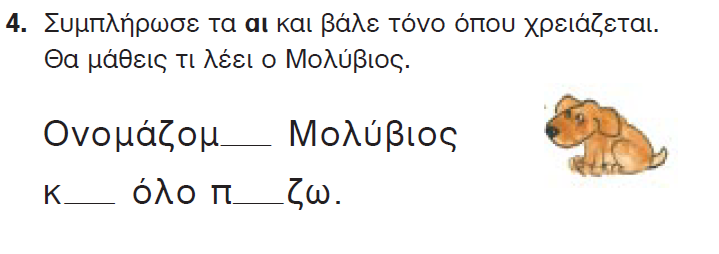 4. Συμπλήρωσε τα αι και βάλε τόνο όπου χρειάζεται.
Θα μάθεις τι λέει ο Μολύβιος.
Ονομάζομ___ Μολύβιος
κ___ όλο π___ζω.